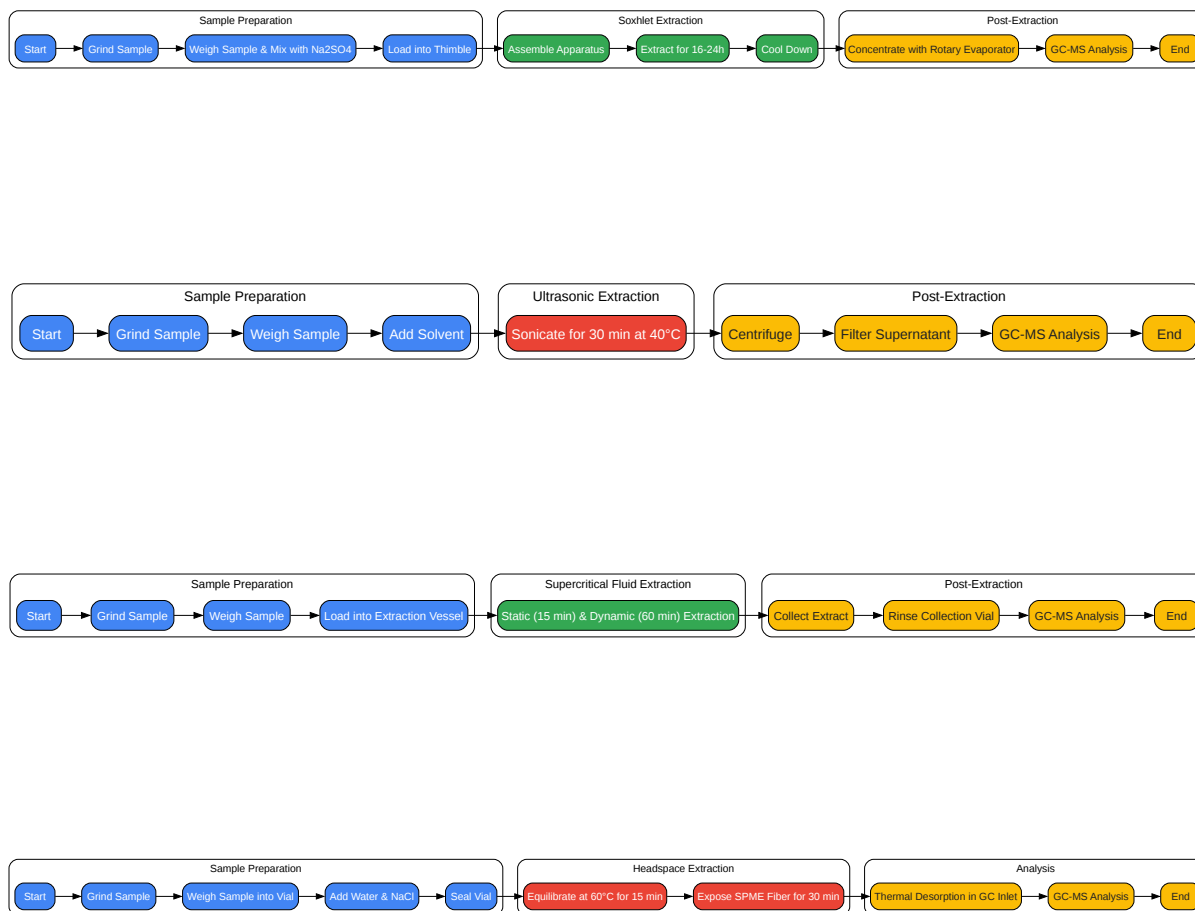 Sample Preparation
Start
Grind Sample
Weigh Sample & Mix with Na2SO4
Load into Thimble
Soxhlet Extraction
Assemble Apparatus
Extract for 16-24h
Cool Down
Post-Extraction
Concentrate with Rotary Evaporator
GC-MS Analysis
End
Sample Preparation
Start
Grind Sample
Weigh Sample
Add Solvent
Ultrasonic Extraction
Sonicate for 30 min at 40°C
Post-Extraction
Centrifuge
Filter Supernatant
GC-MS Analysis
End
Sample Preparation
Start
Grind Sample
Weigh Sample
Load into Extraction Vessel
Supercritical Fluid Extraction
Static (15 min) & Dynamic (60 min) Extraction
Post-Extraction
Collect Extract
Rinse Collection Vial
GC-MS Analysis
End
Sample Preparation
Start
Grind Sample
Weigh Sample into Vial
Add Water & NaCl
Seal Vial
Headspace Extraction
Equilibrate at 60°C for 15 min
Expose SPME Fiber for 30 min
Analysis
Thermal Desorption in GC Inlet
GC-MS Analysis
End